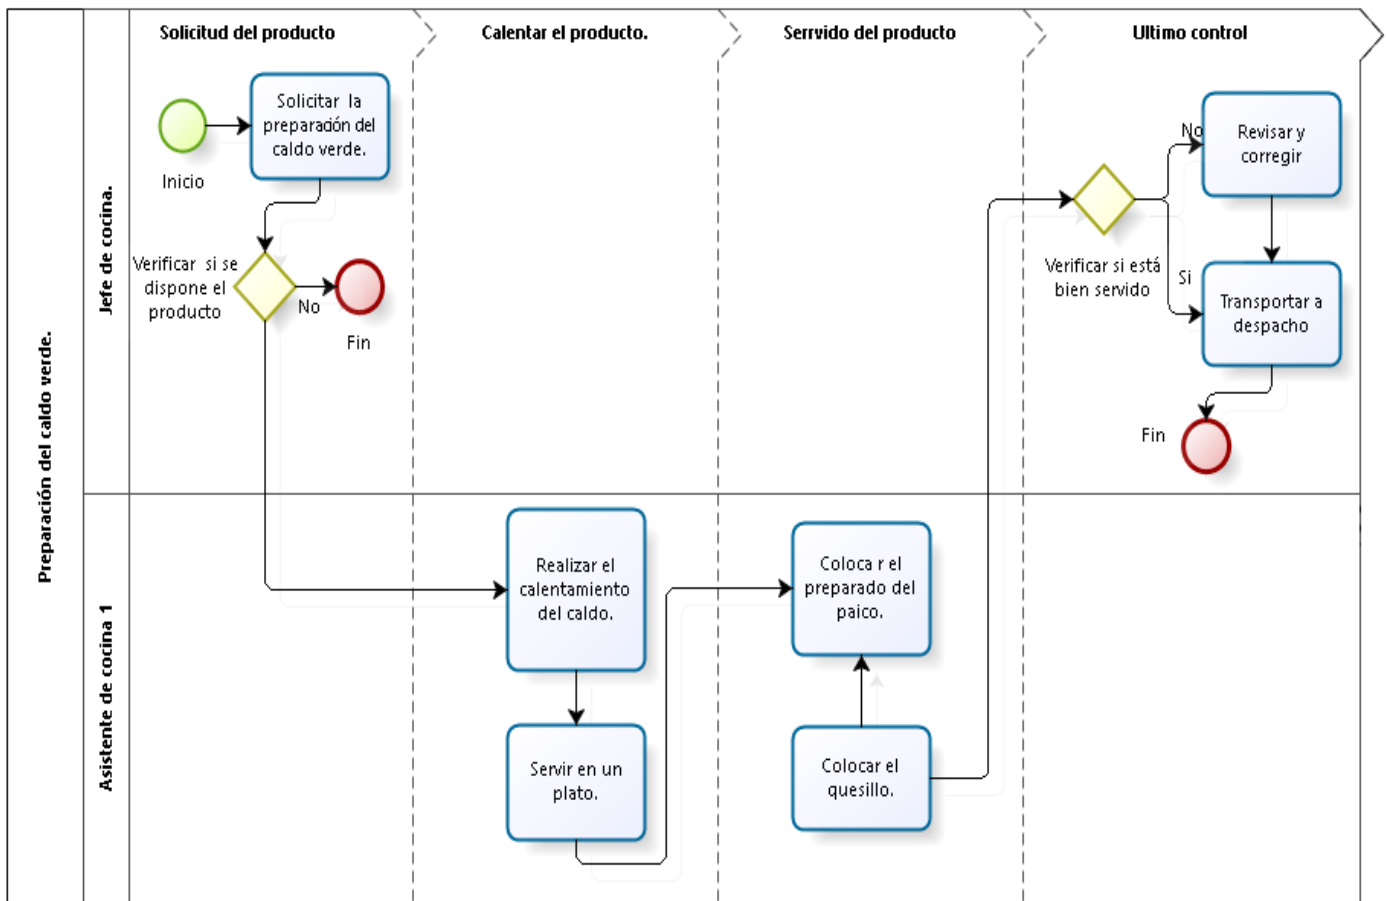 Preparación del caldo verde.
Solicitud del producto
Calentar el producto.
Serrvido del producto
Ultimo control
Jefe de cocina.
Inicio
Solicitar la
preparación del
caldo verde.
Verificar si se
dispone el
producto
No
Fin
Verificar si está
bien servido
No
Si
Revisar y
corregir
Transportar a
despacho
Fin
Asistente de cocina 1
Realizar el
calentamiento
del caldo.
Servir en un
plato.
Coloca r el
preparado del
paico.
Colocar el
quesillo.